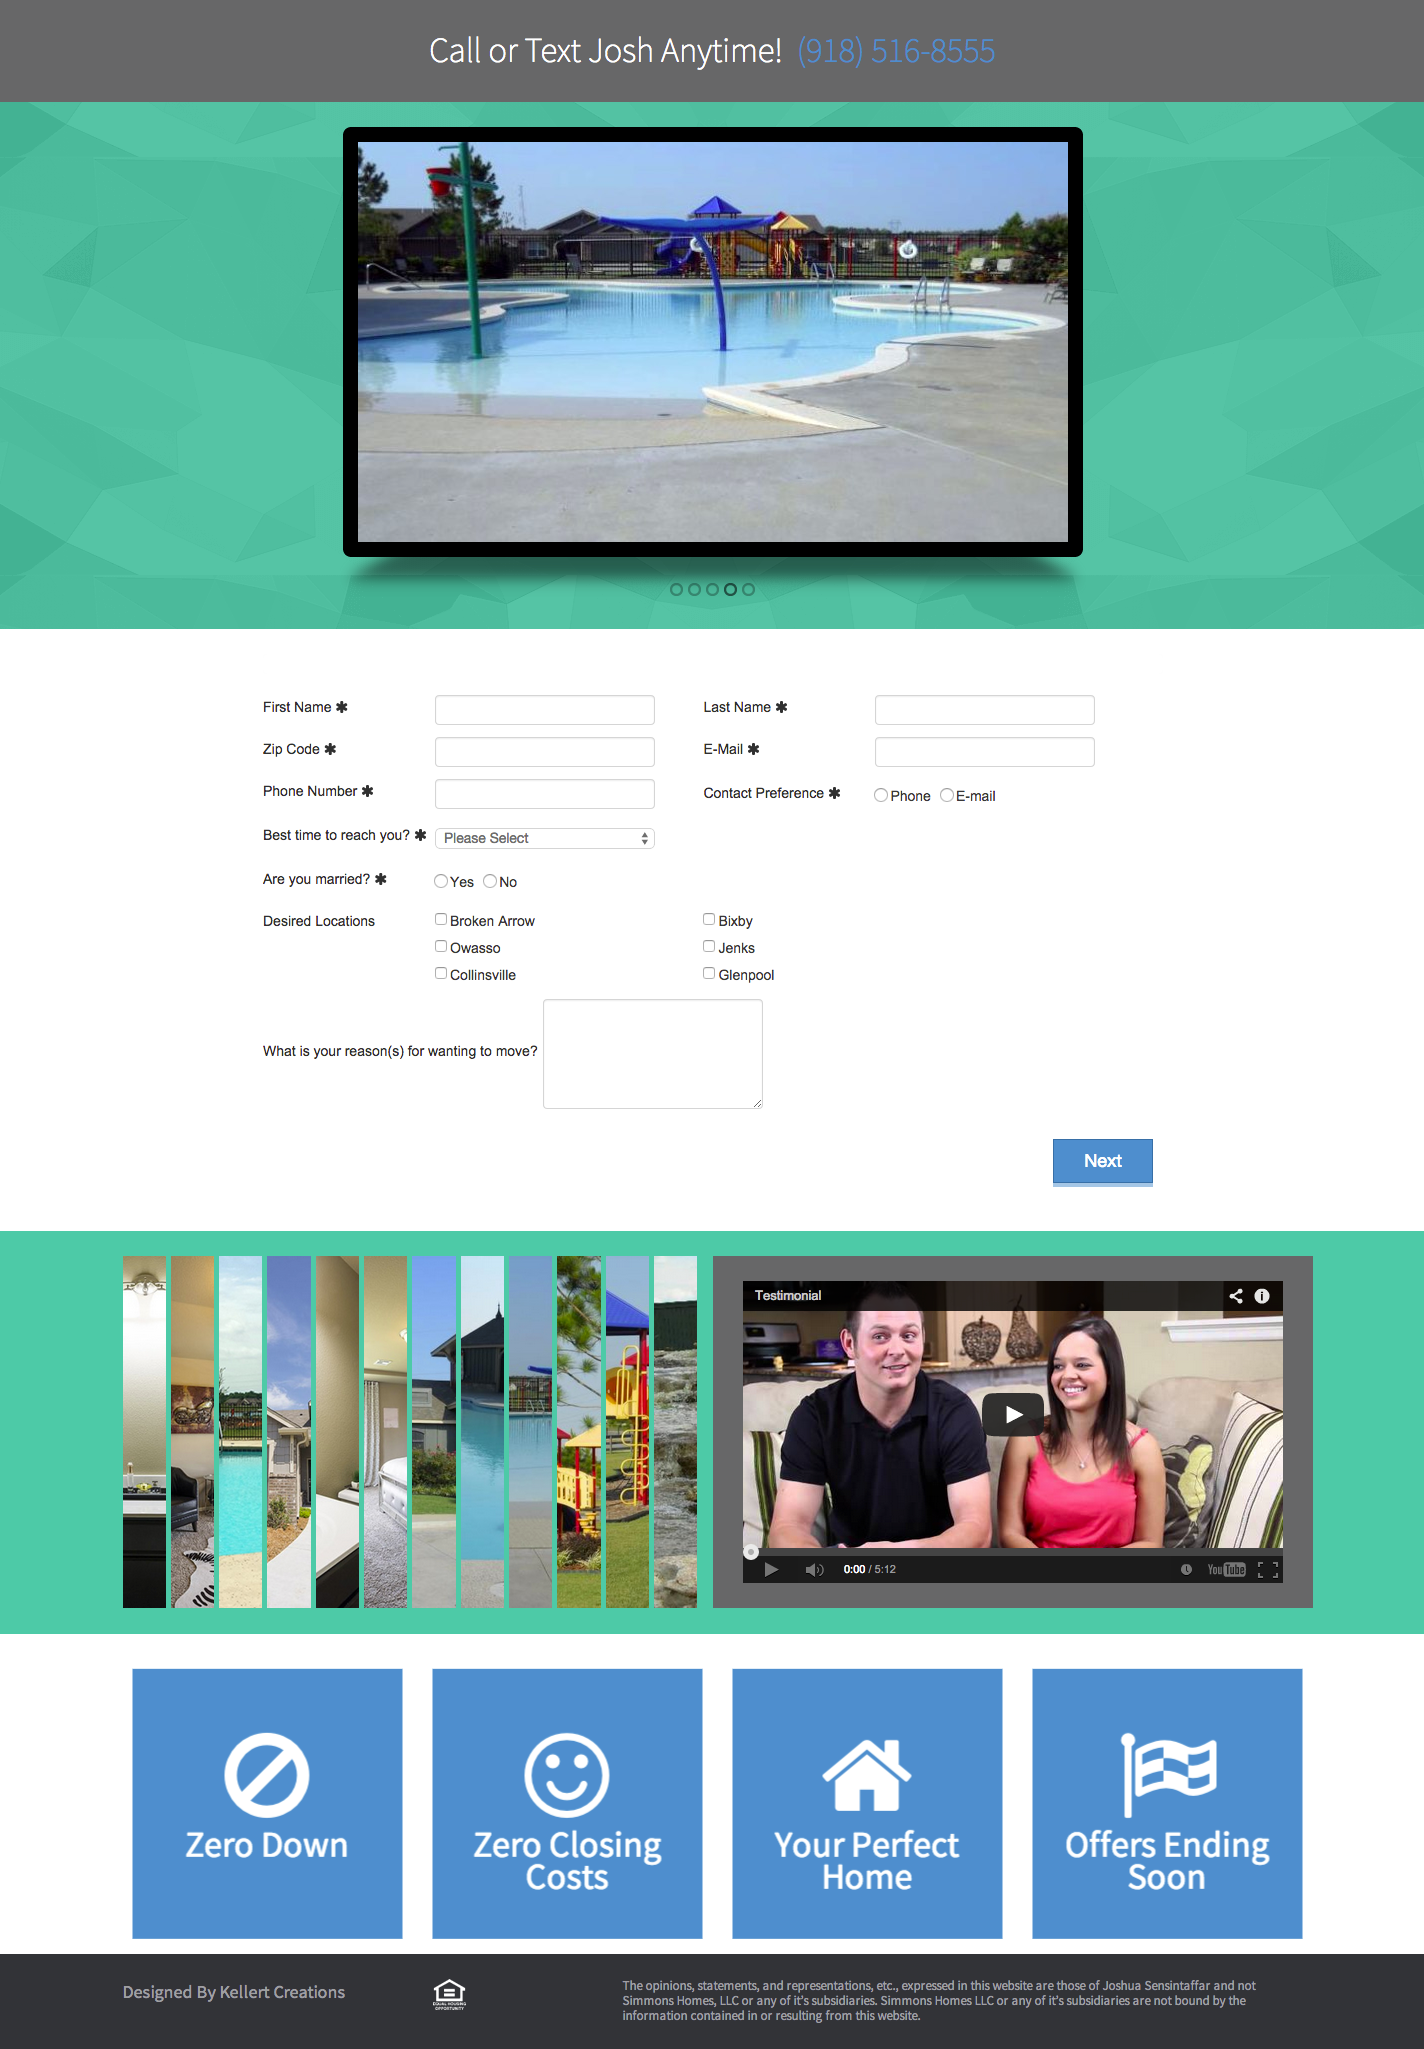 Call or Text Josh Anytime! (918) 516-8555
First Name ✱
Last Name ✱
Zip Code ✱
E-Mail ✱
Phone Number ✱
Contact Preference ✱
Phone
E-mail
Best time to reach you? ✱
Please Select
Are you married? ✱
Yes
No
Desired Locations
Broken Arrow
Bixby
Owasso
Jenks
Collinsville
Glenpool
What is your reason(s) for wanting to move?
Next
Testimonial
0:00 / 5:12
YouTube
Zero Down
Zero Closing
Costs
Your Perfect
Home
Offers Ending
Soon
Designed By Kellert Creations
EQUAL HOUSING
OPPORTUNITY
The opinions, statements, and representations, etc., expressed in this website are those of Joshua Sensintaffar and not
Simmons Homes, LLC or any of it's subsidiaries. Simmons Homes LLC or any of it's subsidiaries are not bound by the
information contained in or resulting from this website.